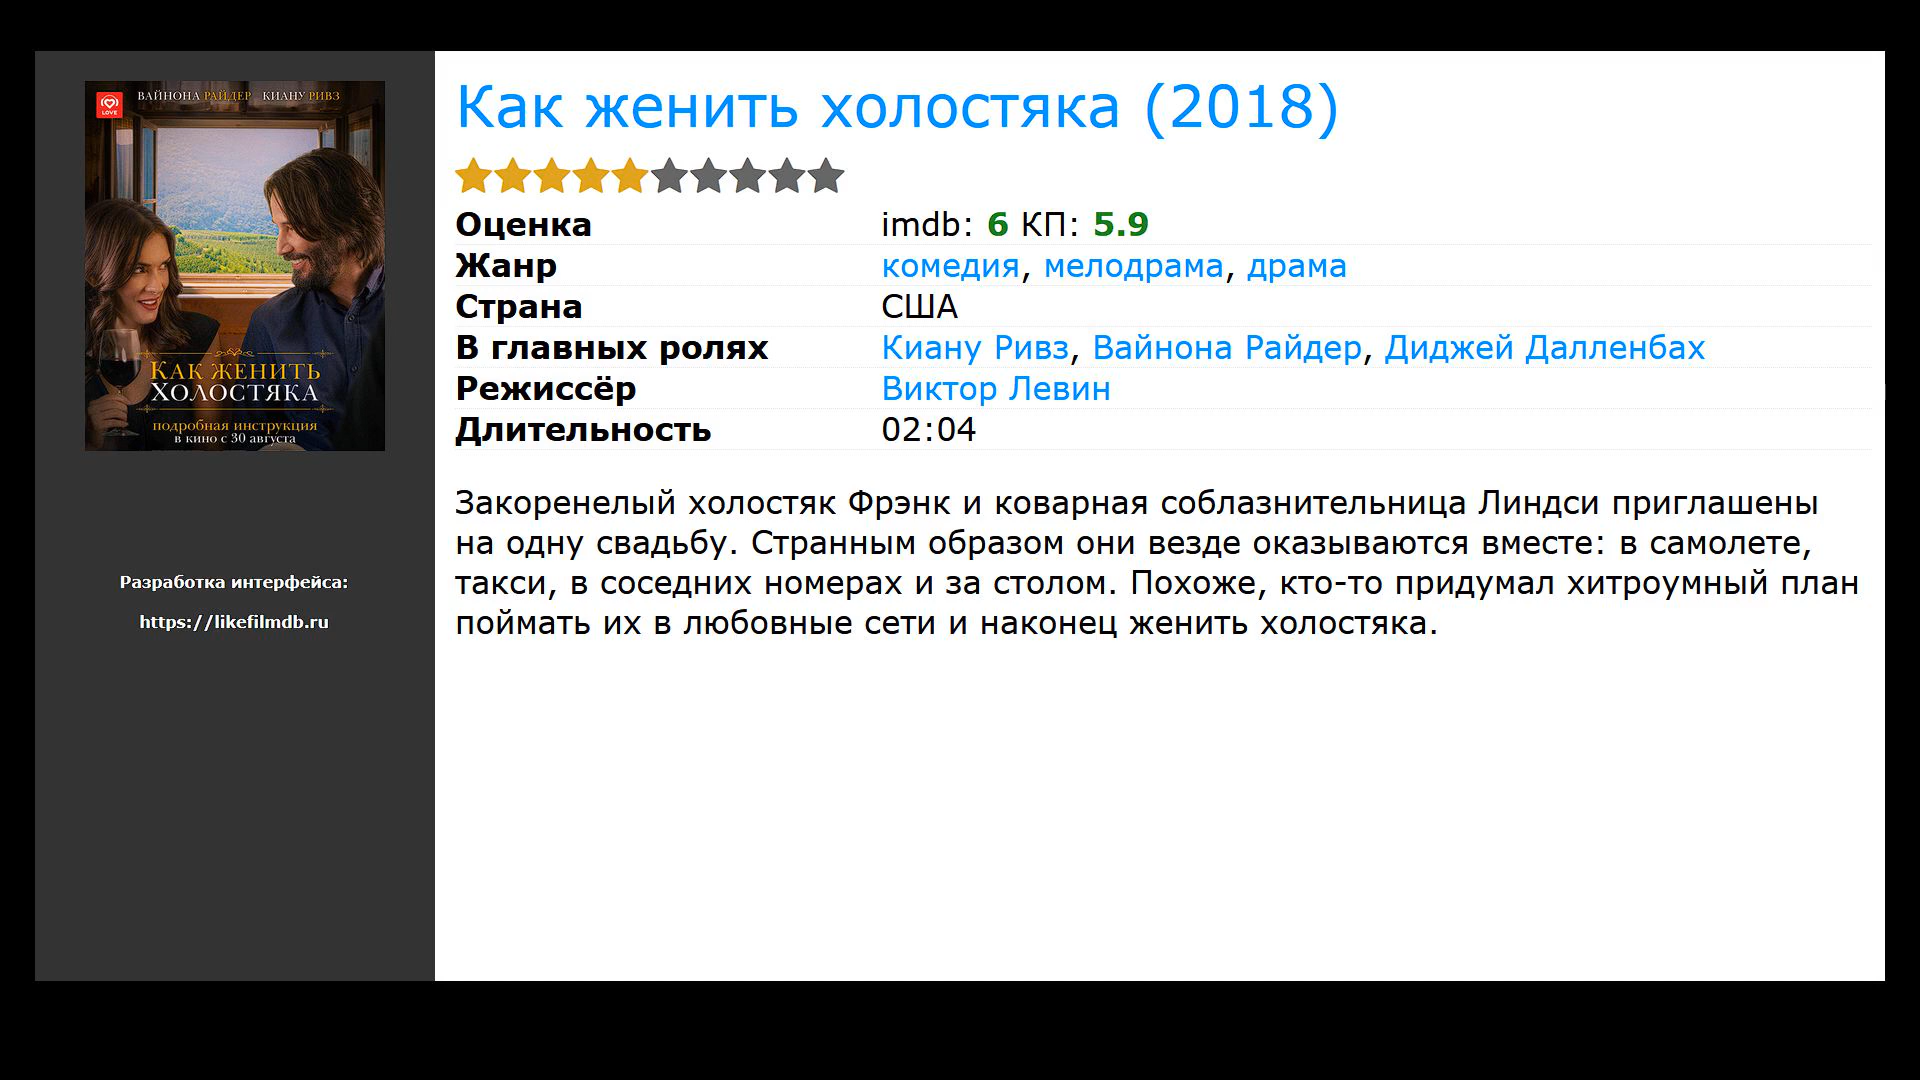 ВАЙНОНА РАЙДЕР КИАНУ РИВЗ
LOVE
КАК ЖЕНИТЬ
ХОЛОСТЯКА
подробная инструкция
в кино с 30 августа
Разработка интерфейса:
https://likefilmdb.ru
Как женить холостяка (2018)
Оценка imdb: 6 КП: 5.9
Жанр комедия, мелодрама, драма
Страна США
В главных ролях Киану Ривз, Вайнона Райдер, Диджей Далленбах
Режиссёр Виктор Левин
Длительность 02:04
Закоренелый холостяк Фрэнк и коварная соблазнительница Линдси приглашены
на одну свадьбу. Странным образом они везде оказываются вместе: в самолете,
такси, в соседних номерах и за столом. Похоже, кто-то придумал хитроумный план
поймать их в любовные сети и наконец женить холостяка.